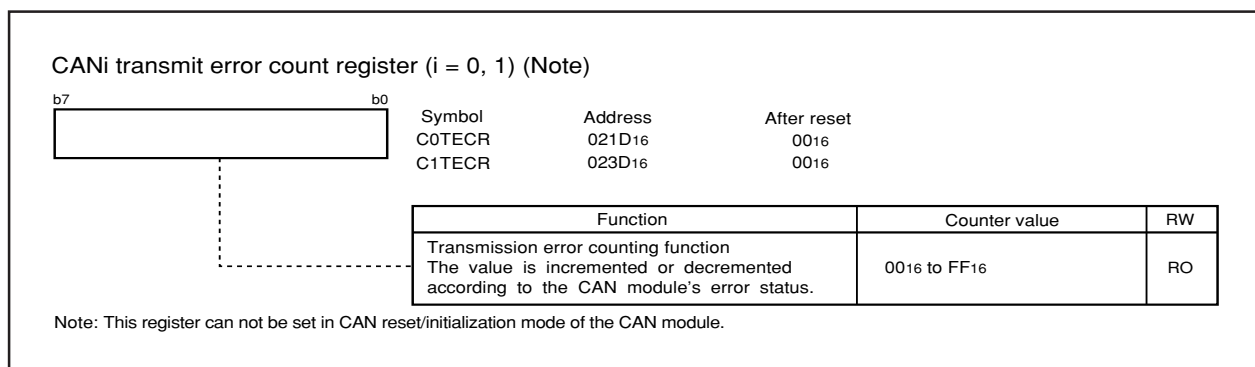 CANi transmit error count register (i = 0, 1) (Note)
b7 b0
Symbol Address After reset
C0TECR 021D16 0016
C1TECR 023D16 0016
Function Counter value RW
Transmission error counting function
The value is incremented or decremented 0016 to FF16 RO
according to the CAN module's error status.
Note: This register can not be set in CAN reset/initialization mode of the CAN module.